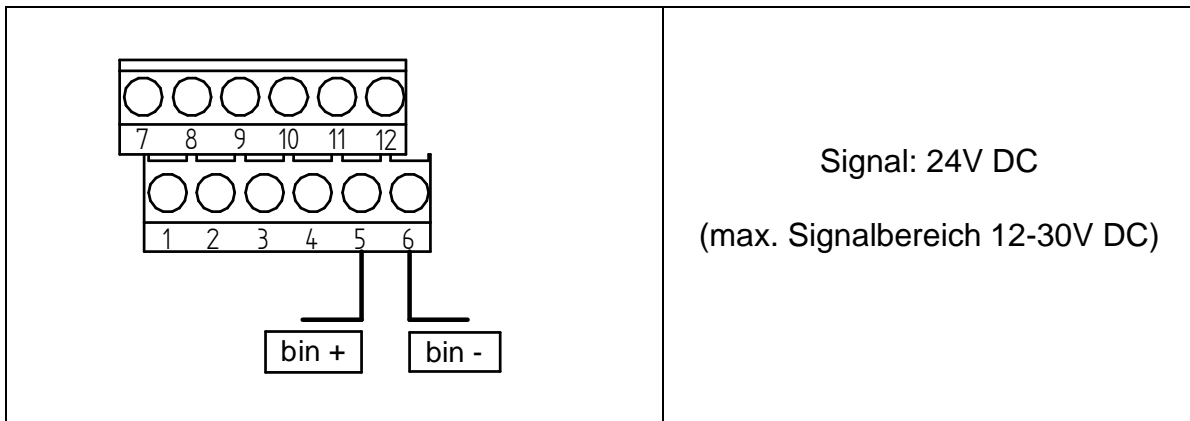 7 8 9 10 11 12
1 2 3 4 5 6
bin + bin -
Signal: 24V DC
(max. Signalbereich 12-30V DC)